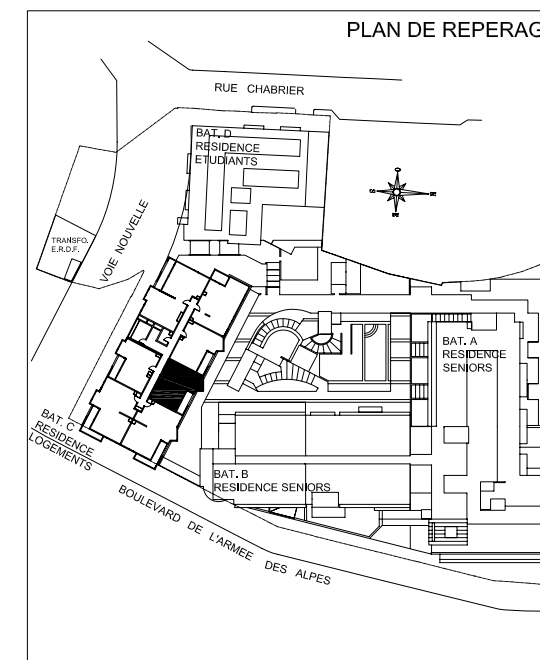 PLAN DE REPERAG
RUE CHABRIER
BAT. D
RESIDENCE
ETUDIANTS
VOIE NOUVELLE
TRANSFO.
E.R.D.F.
BAT. A
RESIDENCE
SENIORS
BAT. C
RESIDENCE
LOGEMENTS
BAT. B
RESIDENCE SENIORS
BOULEVARD DE L'ARMEE DES ALPES